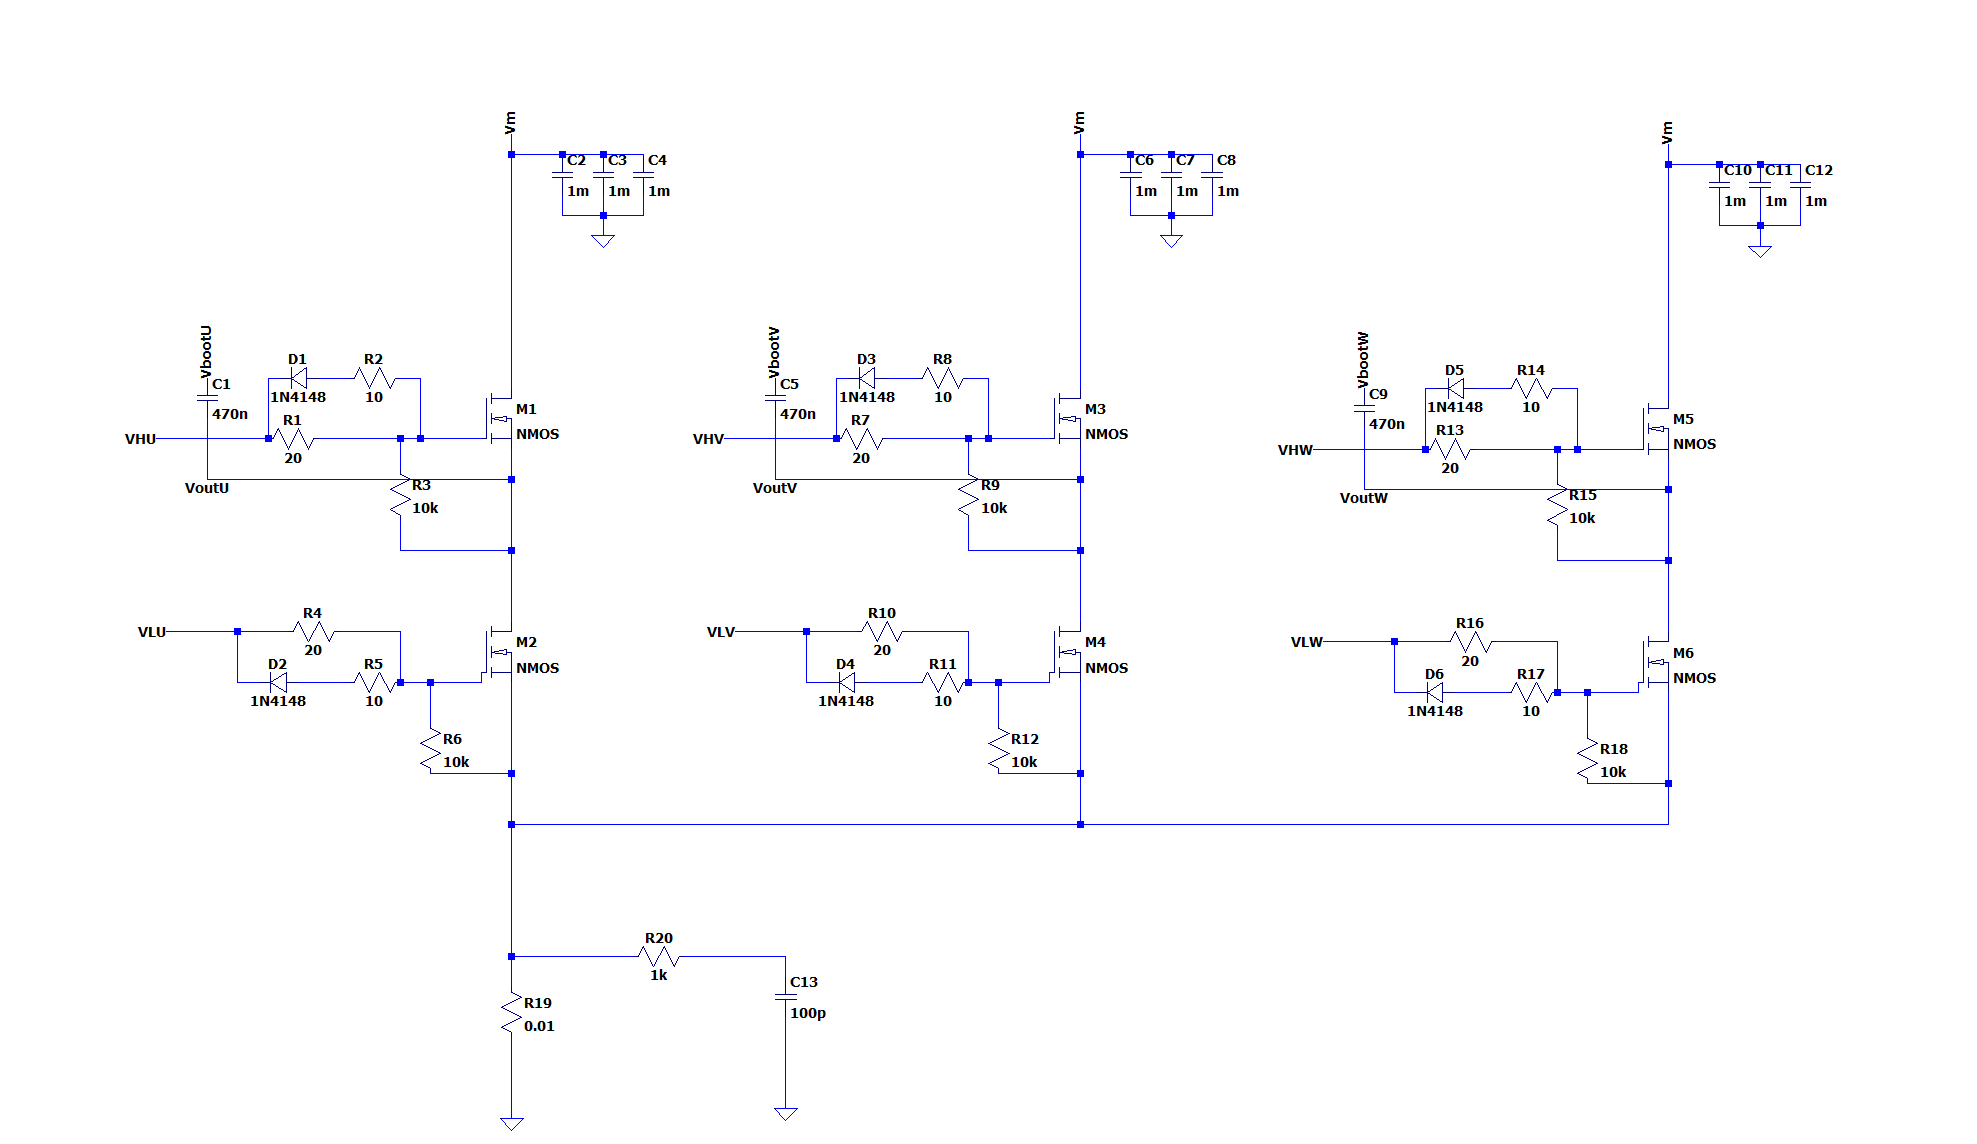 Vm
C2
C3
C4
1m
1m
1m
Vm
C6
C7
C8
1m
1m
1m
Vm
C10
C11
C12
1m
1m
1m
VbootU
C1
470n
D1
1N4148
R2
10
R1
20
VHU
VoutU
R3
10k
M1
NMOS
VbootV
C5
470n
D3
1N4148
R8
10
R7
20
VHV
VoutV
R9
10k
M3
NMOS
VbootW
C9
470n
D5
1N4148
R14
10
R13
20
VHW
VoutW
R15
10k
M5
NMOS
VLU
R4
20
D2
1N4148
R5
10
R6
10k
M2
NMOS
VLV
R10
20
D4
1N4148
R11
10
R12
10k
M4
NMOS
VLW
R16
20
D6
1N4148
R17
10
R18
10k
M6
NMOS
R20
1k
C13
100p
R19
0.01